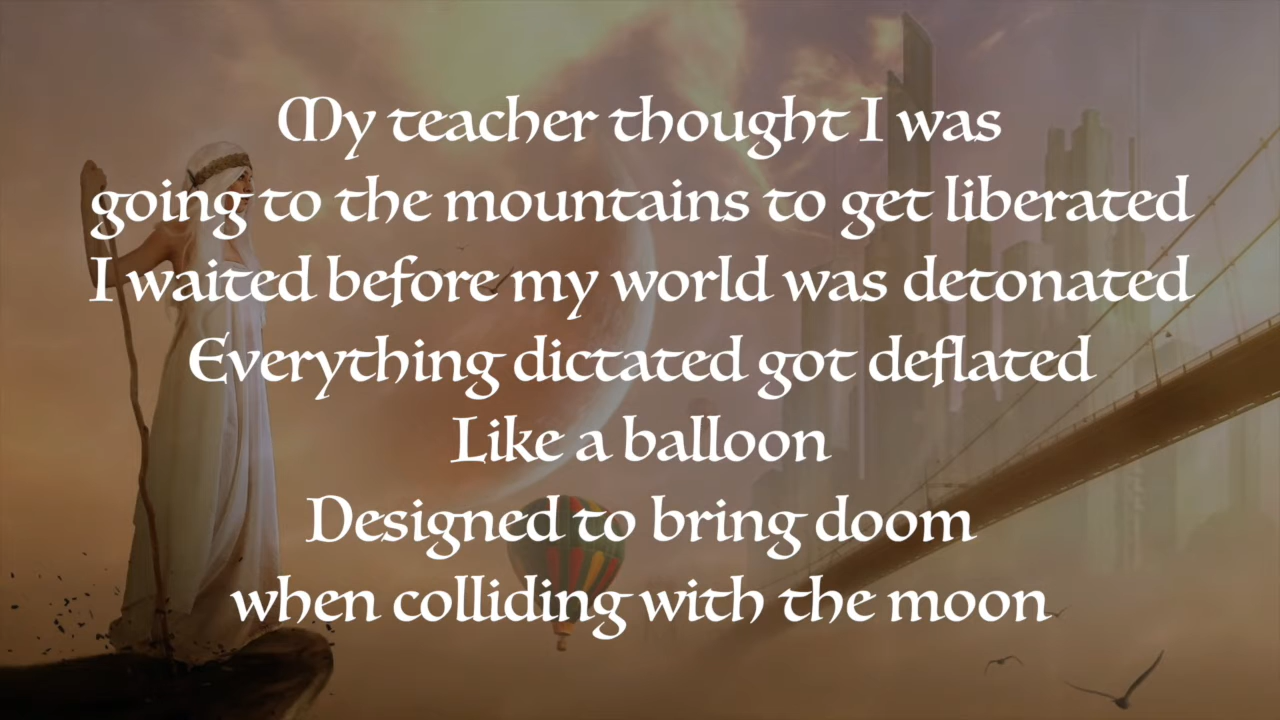 My teacher thought I was
going to the mountains to get liberated
I waited before my world was detonated
Everything dictated got deflated
Like a balloon
Designed to bring doom
when colliding with the moon